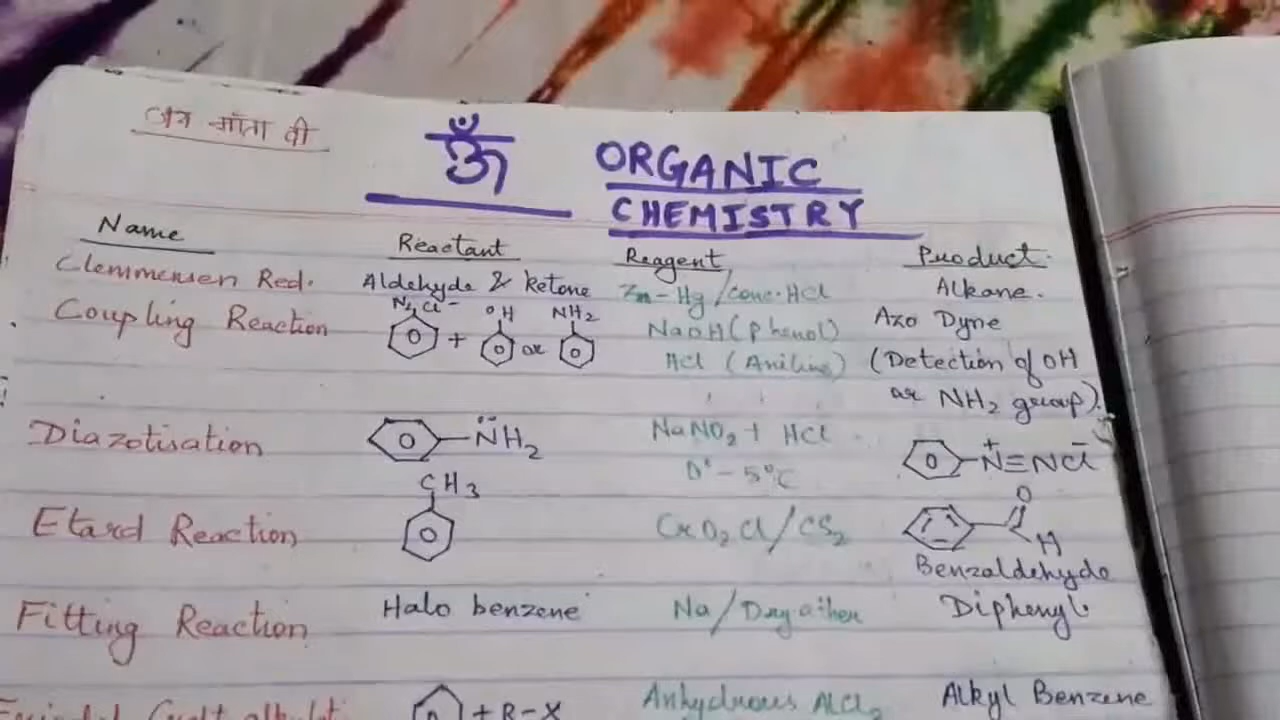 जय माता दी
ॐ ORGANIC
CHEMISTRY
Name Reactant Reagent Product
Clemmensen Red. Aldehyde & ketone Zn-Hg/conc.HCl Alkane.
Coupling Reaction N₂Cl⁻ + OH or NH₂ NaOH (Phenol) Azo Dyne
HCl (Aniline) (Detection of OH
or NH₂ group).
Diazotisation NH₂ NaNO₂ + HCl N⁺≡NCl⁻
0° - 5°C
CH₃ O
Etard Reaction CrO₂Cl/CS₂ H
Benzaldehyde
Fitting Reaction Halo benzene Na/Dry ather Diphenyl
+ R-X Anhydrous AlCl₃ Alkyl Benzene